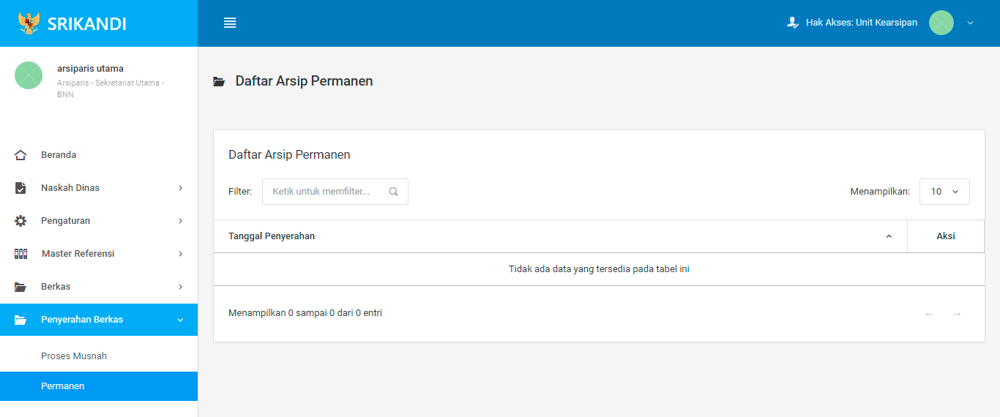 SRIKANDI
Hak Akses: Unit Kearsipan
arsiparis utama
Arsiparis - Sekretariat Utama -
BNN
Beranda
Naskah Dinas
Pengaturan
Master Referensi
Berkas
Penyerahan Berkas
Proses Musnah
Permanen
Daftar Arsip Permanen
Daftar Arsip Permanen
Filter: Ketik untuk memfilter... Menampilkan: 10
Tanggal Penyerahan Aksi
Tidak ada data yang tersedia pada tabel ini
Menampilkan 0 sampai 0 dari 0 entri ← →